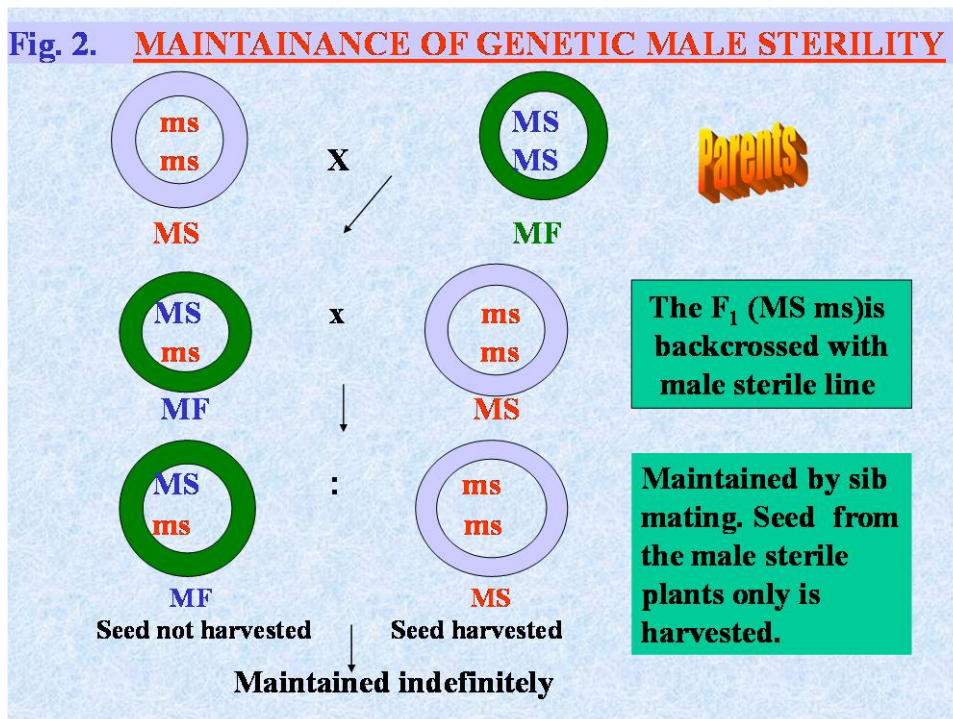 Fig. 2. MAINTAINANCE OF GENETIC MALE STERILITY
ms
ms
X
MS
MS
Parents
MS
MF
MS
ms
x
ms
ms
MF
MS
The F1 (MS ms)is
backcrossed with
male sterile line
MS
ms
:
ms
ms
MF
MS
Seed not harvested
Seed harvested
Maintained by sib
mating. Seed from
the male sterile
plants only is
harvested.
Maintained indefinitely